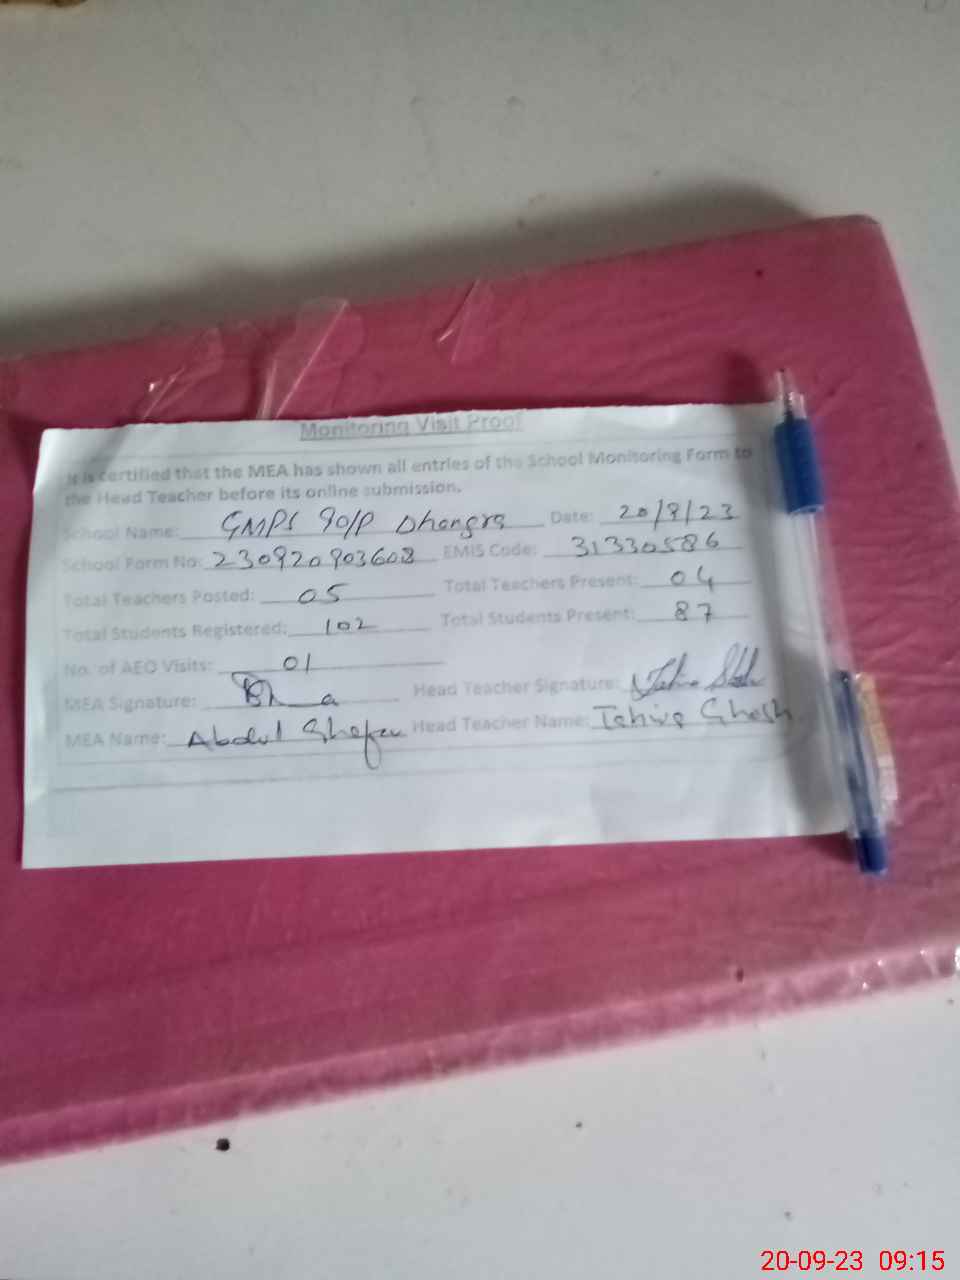 Monitoring Visit Proof
It is certified that the MEA has shown all entries of the School Monitoring Form to
the Head Teacher before its online submission.
School Name: GMPS 90/P Dhangra Date: 20/9/23
School Form No: 230920903608 EMIS Code: 31330586
Total Teachers Posted: 05 Total Teachers Present: 04
Total Students Registered: 102 Total Students Present: 87
No. of AEO Visits: 01
MEA Signature: Head Teacher Signature:
MEA Name: Abdul Head Teacher Name:
20-09-23 09:15